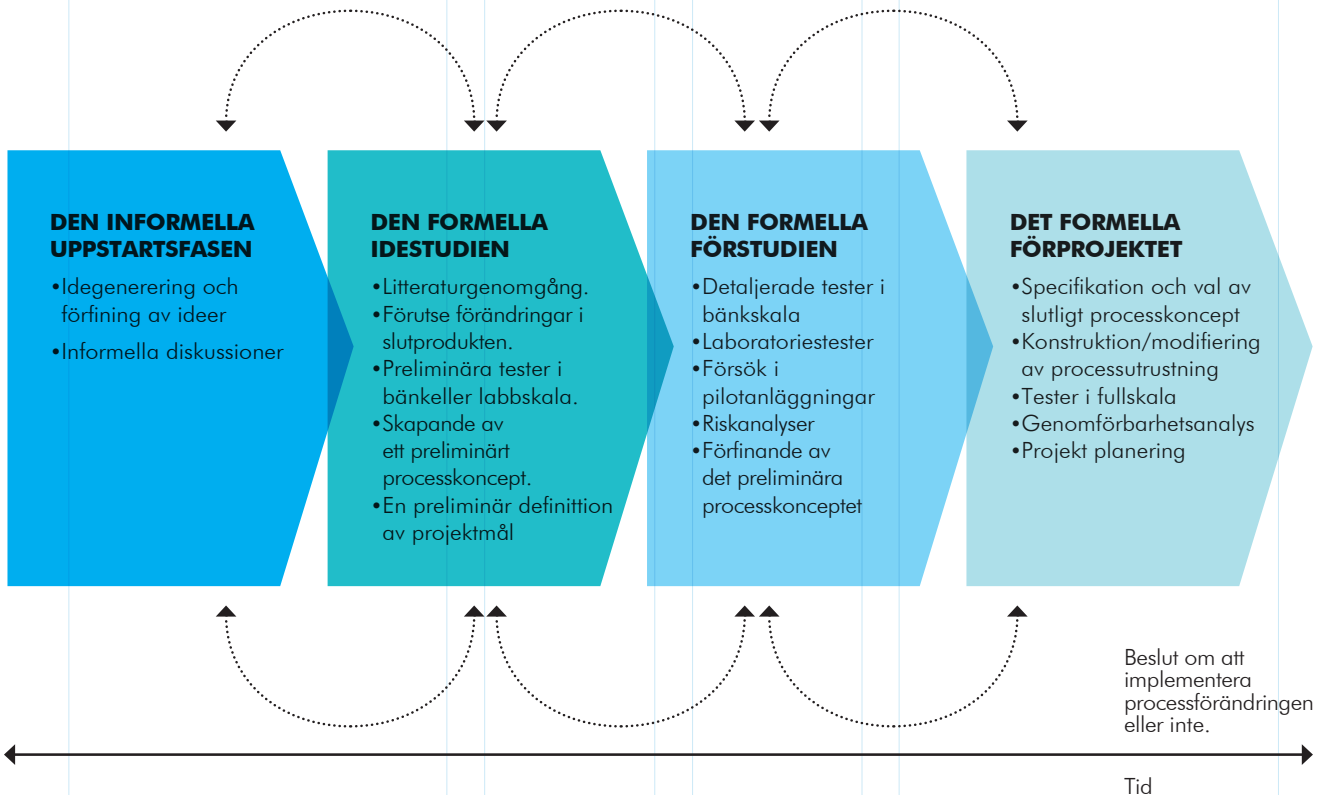 DEN INFORMELLA
UPPSTARTSFASEN
•Idegenerering och
förfining av ideer
•Informella diskussioner
DEN FORMELLA
IDESTUDIEN
•Litteraturgenomgång.
•Förutse förändringar i
slutprodukten.
•Preliminära tester i
bänkeller labbskala.
•Skapande av
ett preliminärt
processkoncept.
•En preliminär definittion
av projektmål
DEN FORMELLA
FÖRSTUDIEN
•Detaljerade tester i
bänkskala
•Laboratoriestester
•Försök i
pilotanläggningar
•Riskanalyser
•Förfinande av
det preliminära
processkonceptet
DET FORMELLA
FÖRPROJEKTET
•Specifikation och val av
slutligt processkoncept
•Konstruktion/modifiering
av processutrustning
•Tester i fullskala
•Genomförbarhetsanalys
•Projekt planering
Beslut om att
implementera
processförändringen
eller inte.
Tid